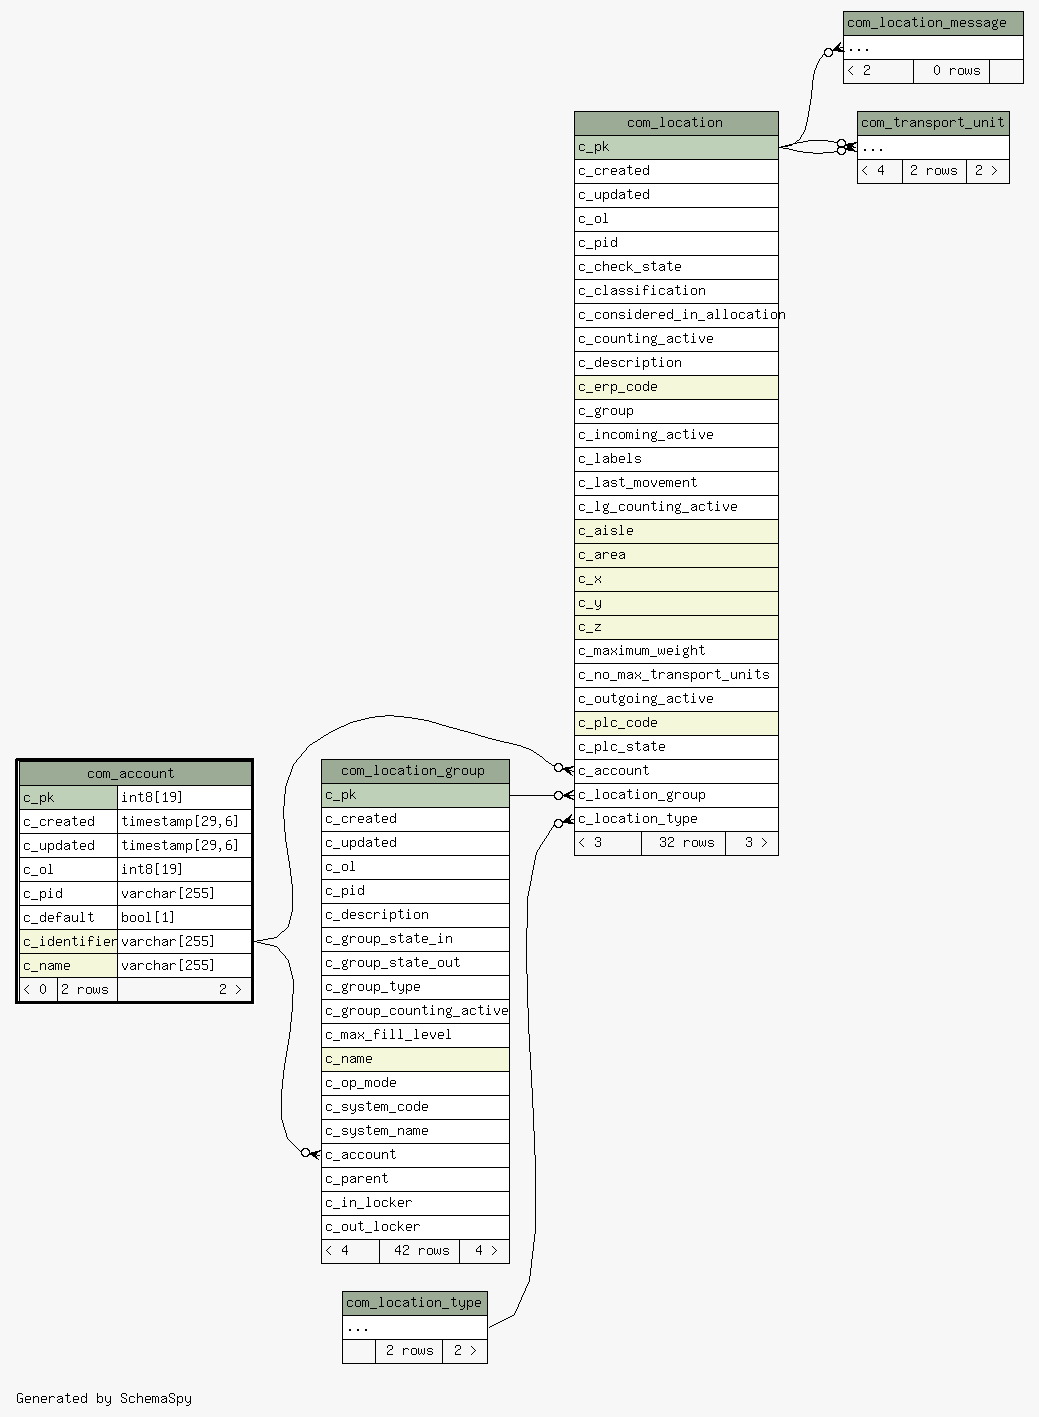 com_location_message
...
< 2 0 rows
com_transport_unit
...
< 4 2 rows 2 >
com_location
c_pk
c_created
c_updated
c_ol
c_pid
c_check_state
c_classification
c_considered_in_allocation
c_counting_active
c_description
c_erp_code
c_group
c_incoming_active
c_labels
c_last_movement
c_lg_counting_active
c_aisle
c_area
c_x
c_y
c_z
c_maximum_weight
c_no_max_transport_units
c_outgoing_active
c_plc_code
c_plc_state
c_account
c_location_group
c_location_type
< 3 32 rows 3 >
com_account
c_pk int8[19]
c_created timestamp[29,6]
c_updated timestamp[29,6]
c_ol int8[19]
c_pid varchar[255]
c_default bool[1]
c_identifier varchar[255]
c_name varchar[255]
< 0 2 rows 2 >
com_location_group
c_pk
c_created
c_updated
c_ol
c_pid
c_description
c_group_state_in
c_group_state_out
c_group_type
c_group_counting_active
c_max_fill_level
c_name
c_op_mode
c_system_code
c_system_name
c_account
c_parent
c_in_locker
c_out_locker
< 4 42 rows 4 >
com_location_type
...
2 rows 2 >
Generated by SchemaSpy